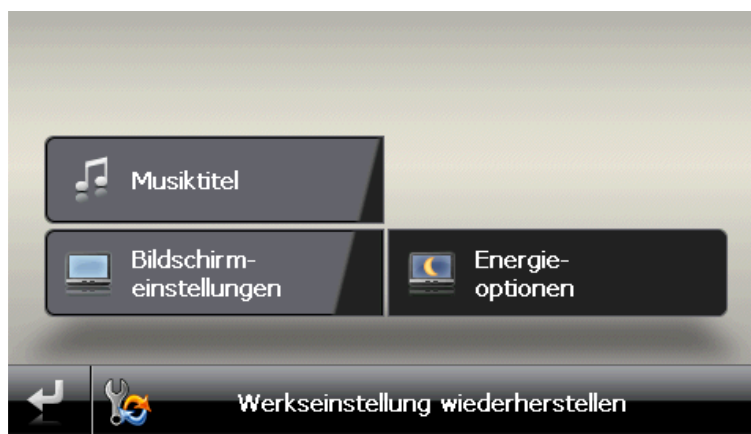 Musiktitel
Bildschirm-
einstellungen
Energie-
optionen
Werkseinstellung wiederherstellen